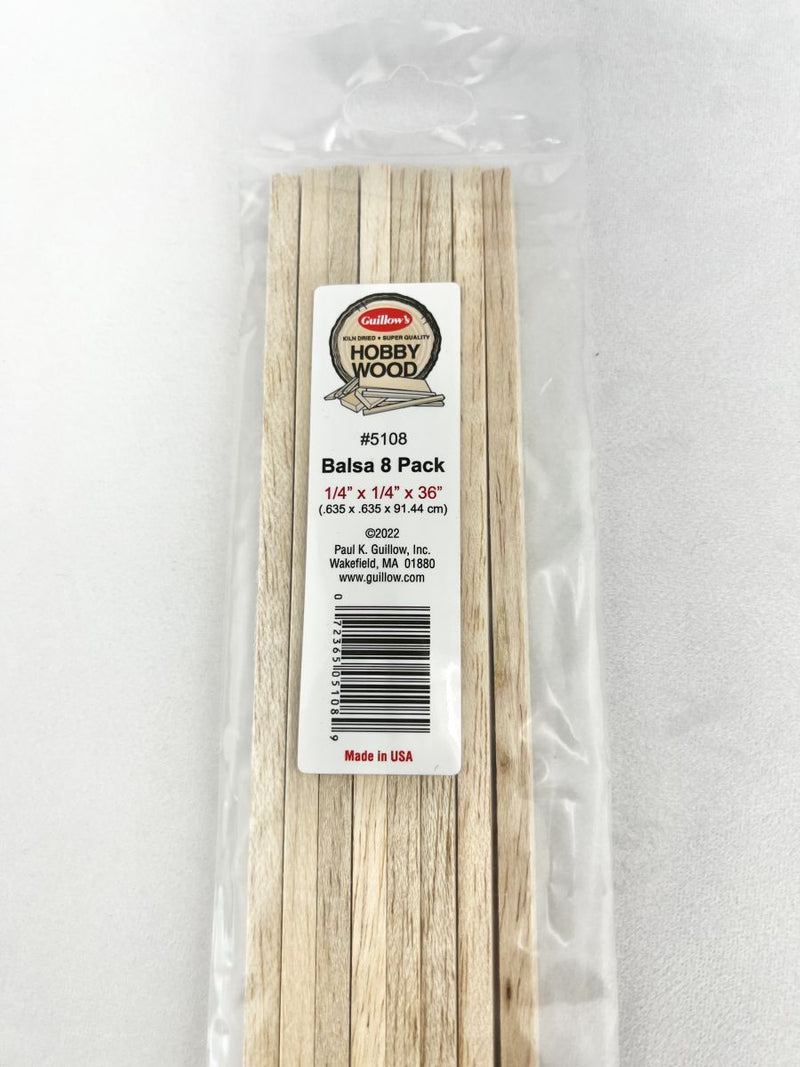 Guillow's
KILN DRIED • SUPER QUALITY
HOBBY
WOOD
#5108
Balsa 8 Pack
1/4” x 1/4” x 36”
(.635 x .635 x 91.44 cm)
©2022
Paul K. Guillow, Inc.
Wakefield, MA 01880
www.guillow.com
0 72365 05108 9
Made in USA